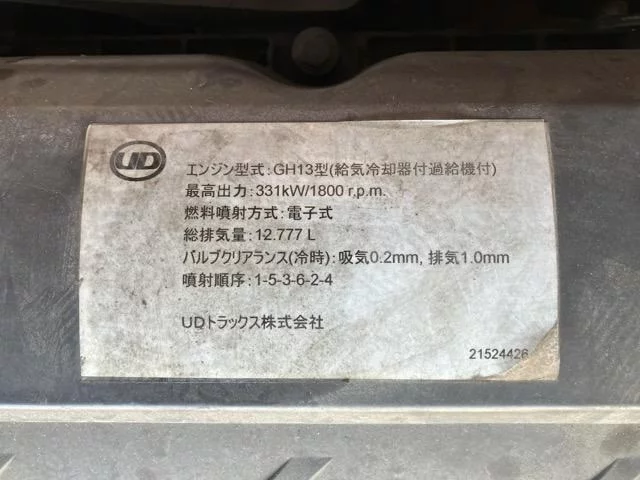 UD
エンジン型式:GH13型(給気冷却器付過給機付)
最高出力:331kW/1800 r.p.m.
燃料噴射方式:電子式
総排気量:12.777 L
バルブクリアランス(冷時):吸気0.2mm, 排気1.0mm
噴射順序:1-5-3-6-2-4
UDトラックス株式会社
21524426